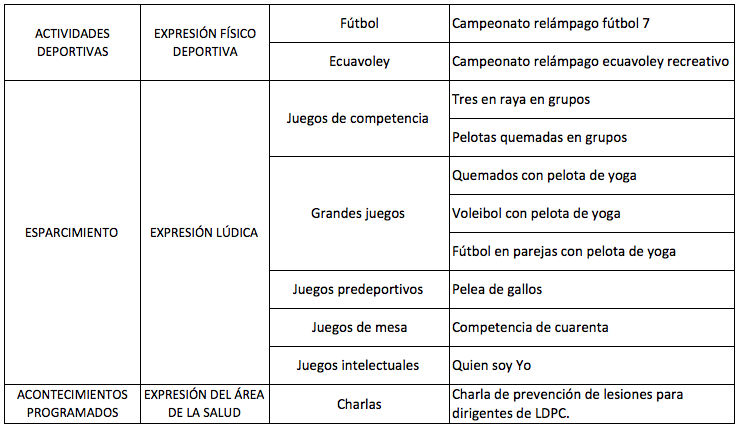 ACTIVIDADES
DEPORTIVAS
EXPRESIÓN FÍSICO
DEPORTIVA
Fútbol
Campeonato relámpago fútbol 7
Ecuavoley
Campeonato relámpago ecuavoley recreativo
ESPARCIMIENTO
EXPRESIÓN LÚDICA
Juegos de competencia
Tres en raya en grupos
Pelotas quemadas en grupos
Grandes juegos
Quemados con pelota de yoga
Voleibol con pelota de yoga
Fútbol en parejas con pelota de yoga
Juegos predeportivos
Pelea de gallos
Juegos de mesa
Competencia de cuarenta
Juegos intelectuales
Quien soy Yo
ACONTECIMIENTOS
PROGRAMADOS
EXPRESIÓN DEL ÁREA
DE LA SALUD
Charlas
Charla de prevención de lesiones para
dirigentes de LDPC.